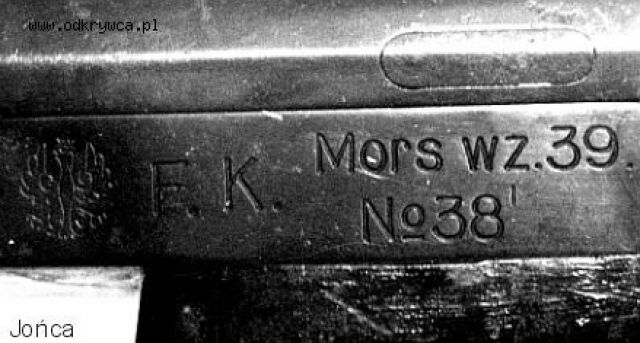 www.odkrywca.pl
F. K. Mors wz.39.
No38
Jońca